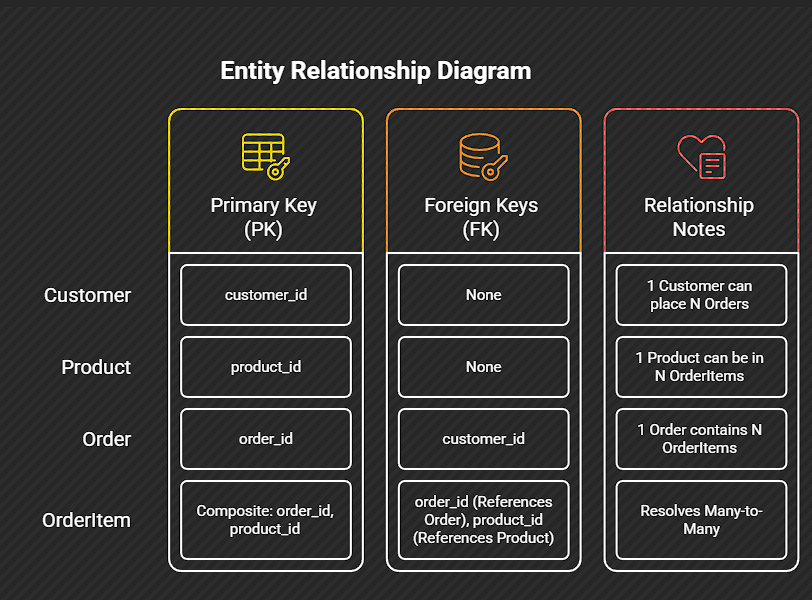 Entity Relationship Diagram
Primary Key
(PK)
Foreign Keys
(FK)
Relationship
Notes
Customer
customer_id
None
1 Customer can
place N Orders
Product
product_id
None
1 Product can be in
N OrderItems
Order
order_id
customer_id
1 Order contains N
OrderItems
OrderItem
Composite: order_id,
product_id
order_id (References
Order), product_id
(References Product)
Resolves Many-to-
Many